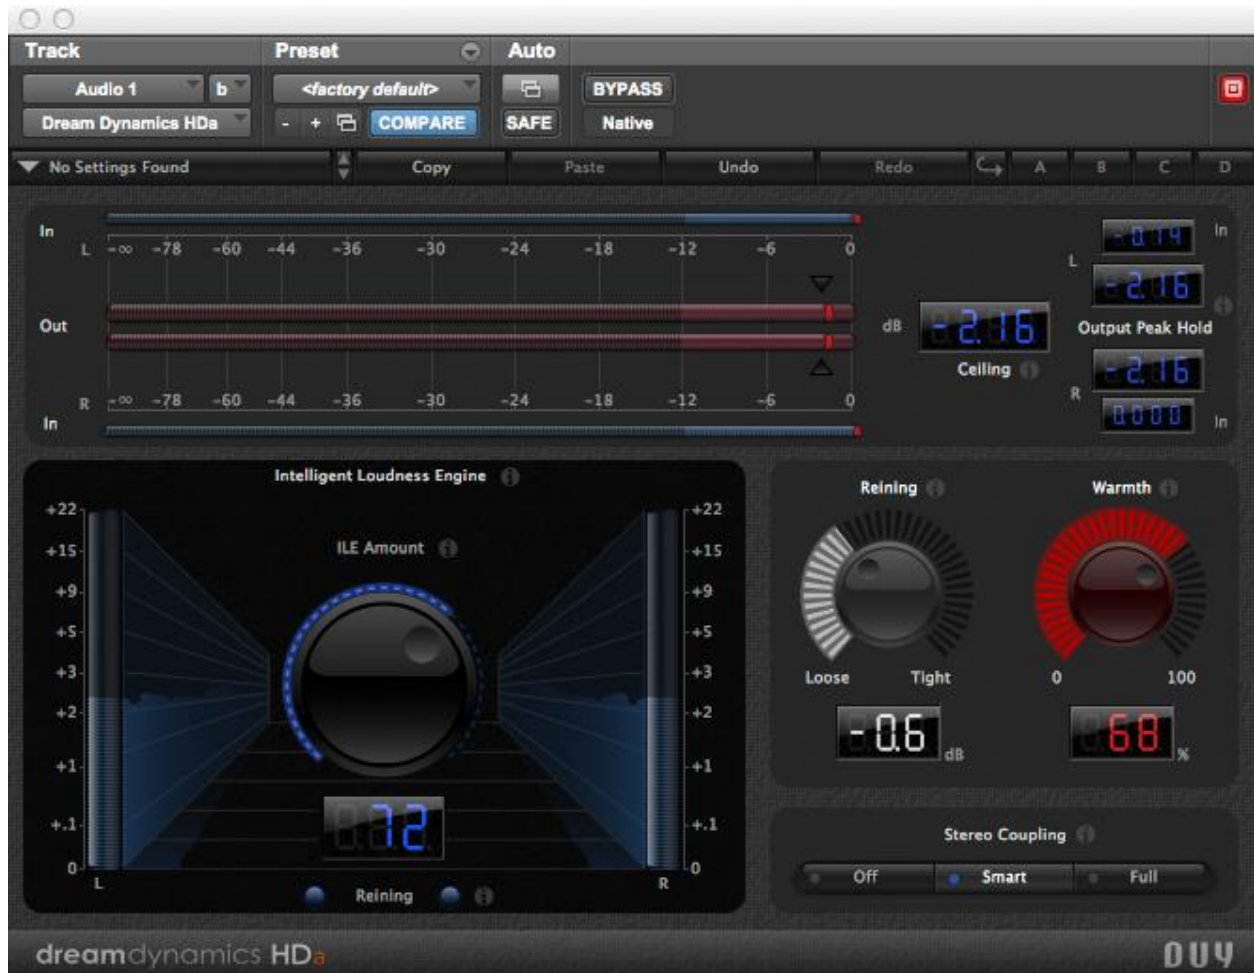 Track Preset Auto
Audio 1 b <factory default> BYPASS
Dream Dynamics HDa - + COMPARE SAFE Native
No Settings Found Copy Paste Undo Redo A B C D
In -0.14 In
L -∞ -78 -60 -44 -36 -30 -24 -18 -12 -6 0 L
-2.16
Out dB -2.16 Output Peak Hold
Ceiling
-2.16
R -∞ -78 -60 -44 -36 -30 -24 -18 -12 -6 0 R
In 0.000 In
Intelligent Loudness Engine
Reining Warmth
+22 +22
+15 ILE Amount +15
+9 +9
+5 +5
+3 +3
Loose Tight 0 100
+2 +2
-0.6 dB 68 %
+1 +1
+.1 72 +.1
Stereo Coupling
0 0
L R
Off Smart Full
Reining
dreamdynamics HDa DUY